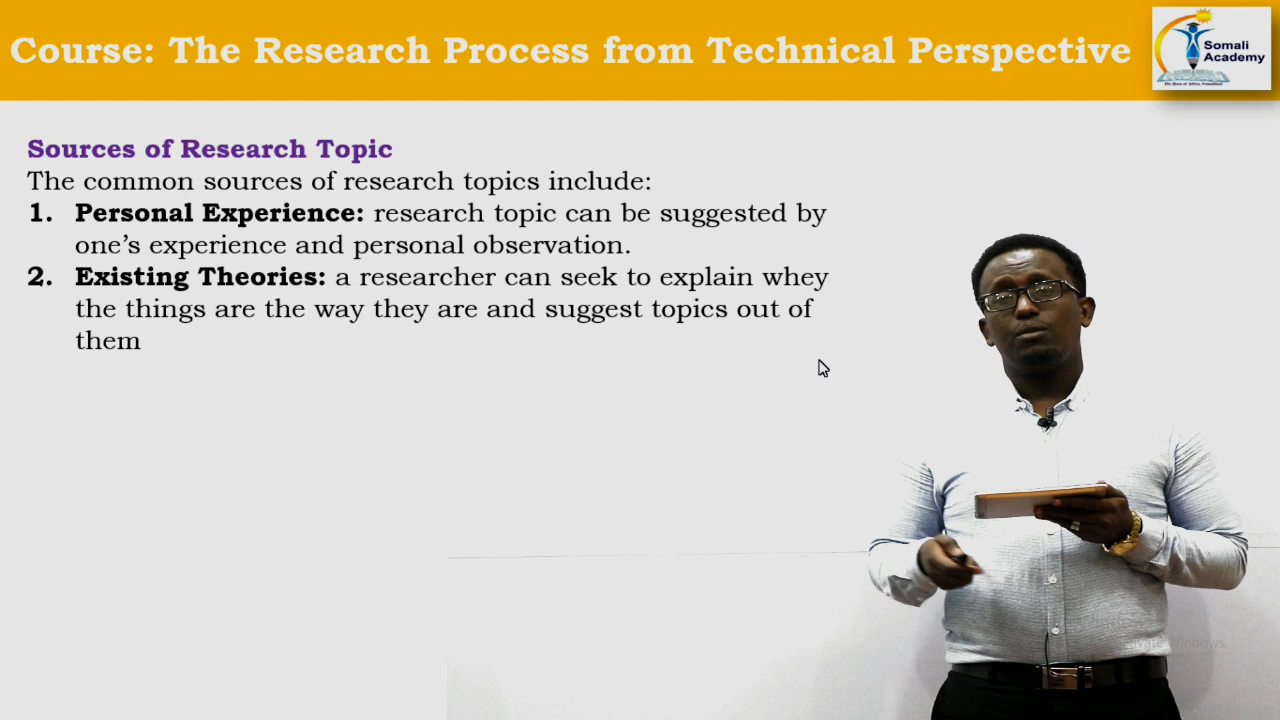 Course: The Research Process from Technical Perspective
Somali
Academy
Sources of Research Topic
The common sources of research topics include:
1. Personal Experience: research topic can be suggested by
one's experience and personal observation.
2. Existing Theories: a researcher can seek to explain whey
the things are the way they are and suggest topics out of
them
Windows.